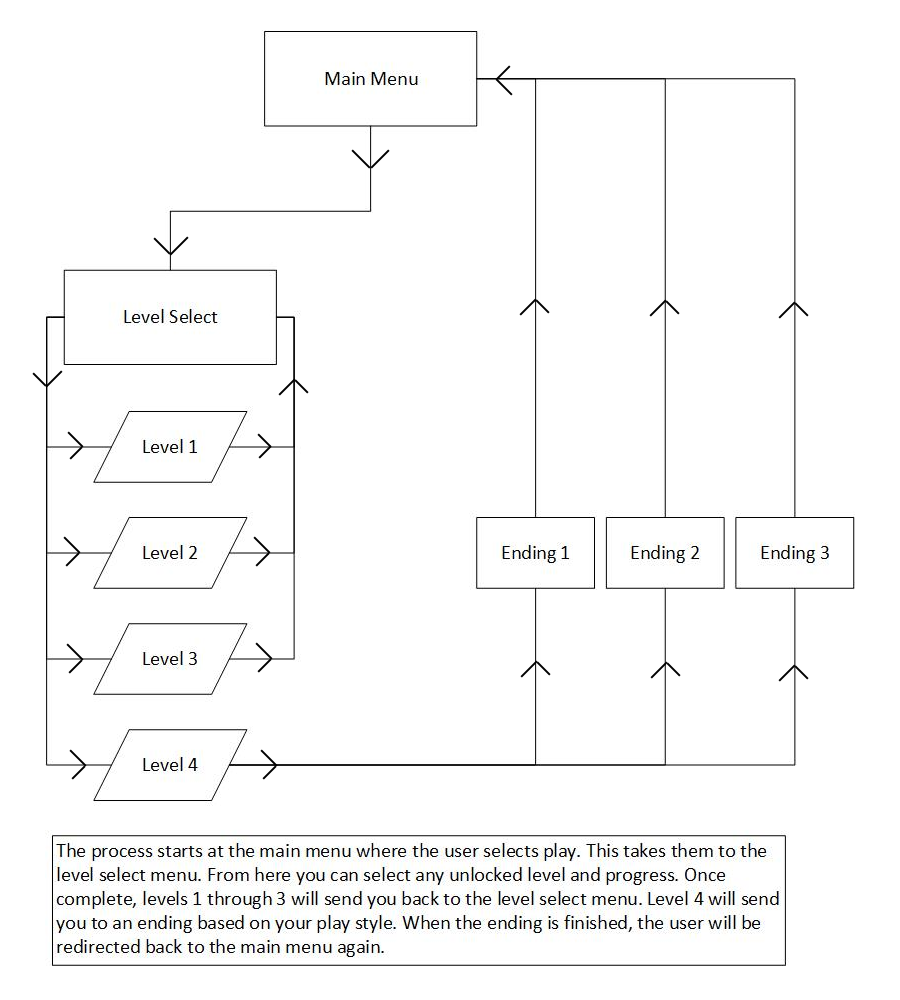 Main Menu
Level Select
Level 1
Level 2
Level 3
Level 4
Ending 1
Ending 2
Ending 3
The process starts at the main menu where the user selects play. This takes them to the
level select menu. From here you can select any unlocked level and progress. Once
complete, levels 1 through 3 will send you back to the level select menu. Level 4 will send
you to an ending based on your play style. When the ending is finished, the user will be
redirected back to the main menu again.